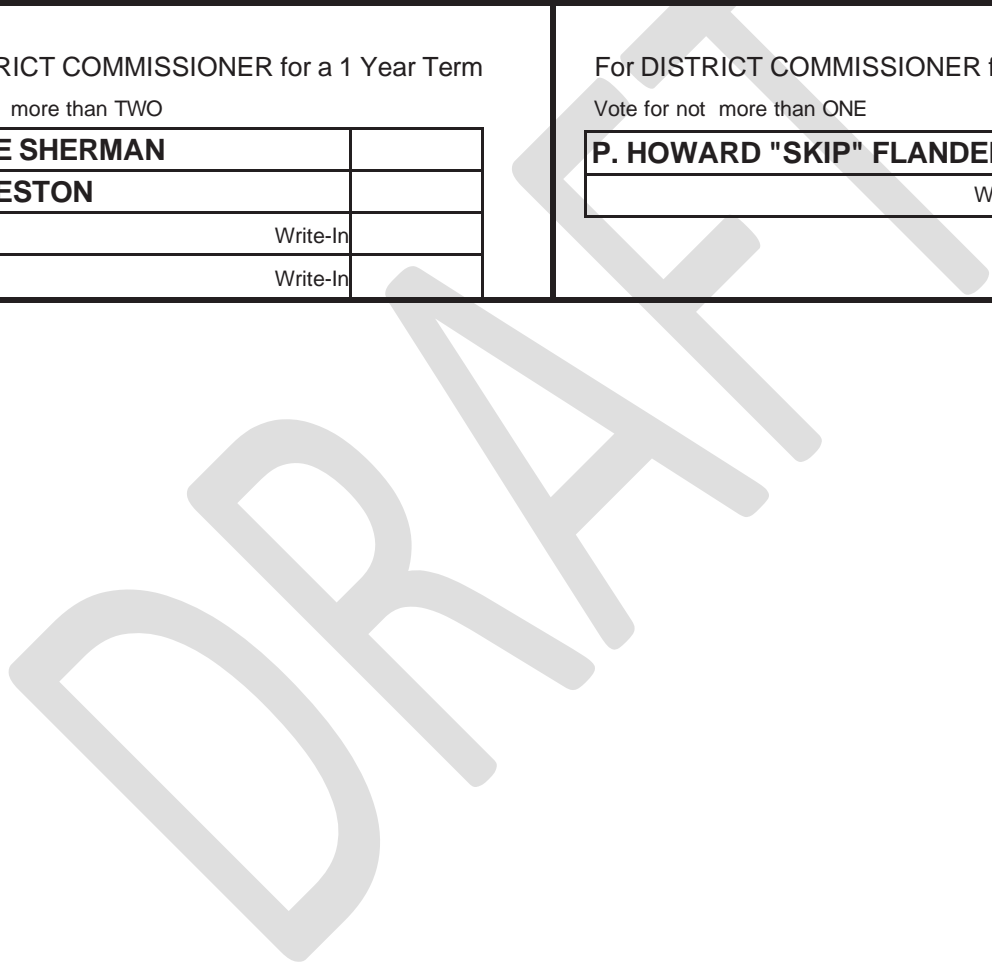 RICT COMMISSIONER for a 1 Year Term
more than TWO
E SHERMAN
ESTON
Write-In
Write-In
For DISTRICT COMMISSIONER f
Vote for not more than ONE
P. HOWARD "SKIP" FLANDE
W
DRAFT